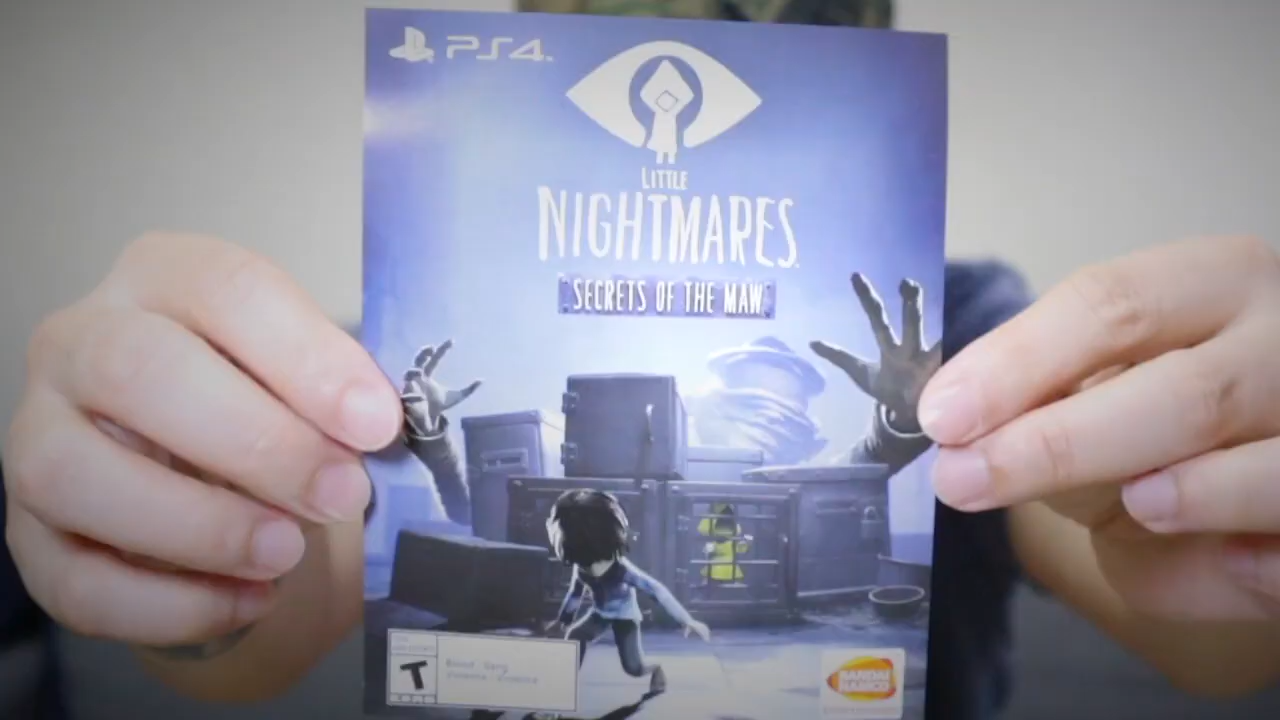 PS4
LITTLE
NIGHTMARES
SECRETS OF THE MAW
T
BANDAI
NAMCO